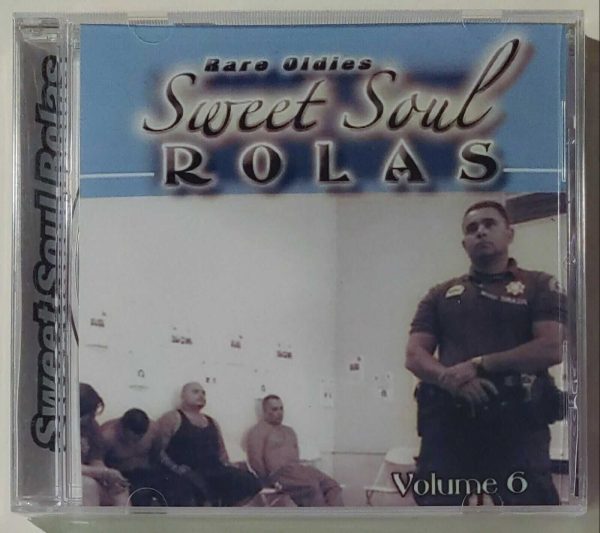 Rare Oldies
Sweet Soul
ROLAS
Volume 6
Sweet Soul Rolas